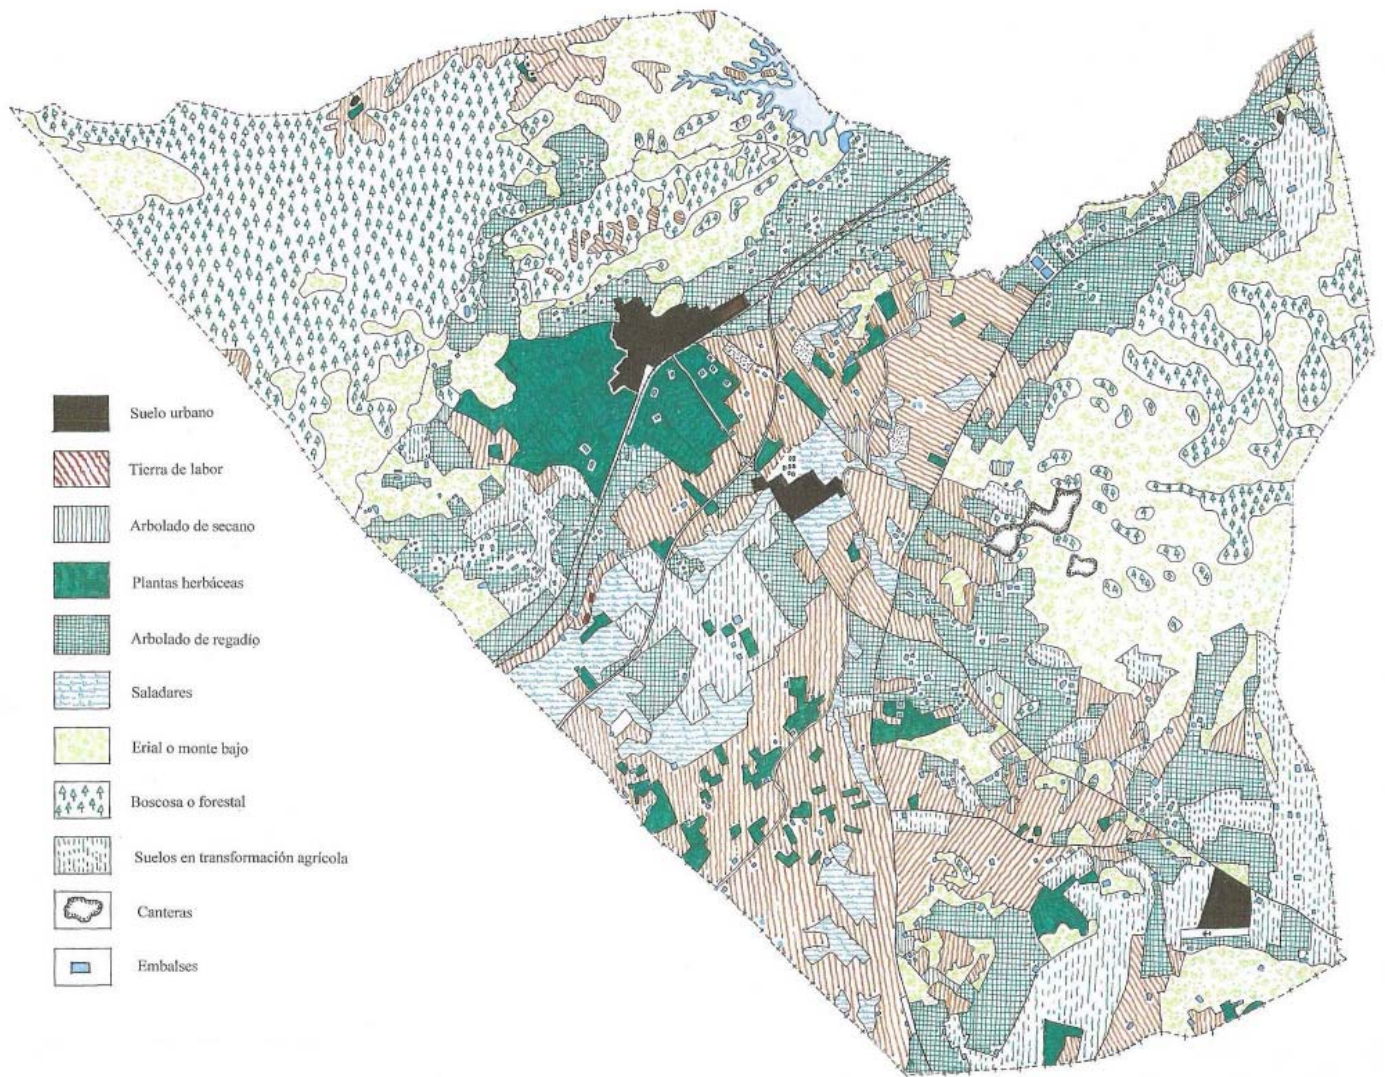 Suelo urbano
Tierra de labor
Arbolado de secano
Plantas herbáceas
Arbolado de regadío
Saladares
Erial o monte bajo
Boscosa o forestal
Suelos en transformación agrícola
Canteras
Embalses